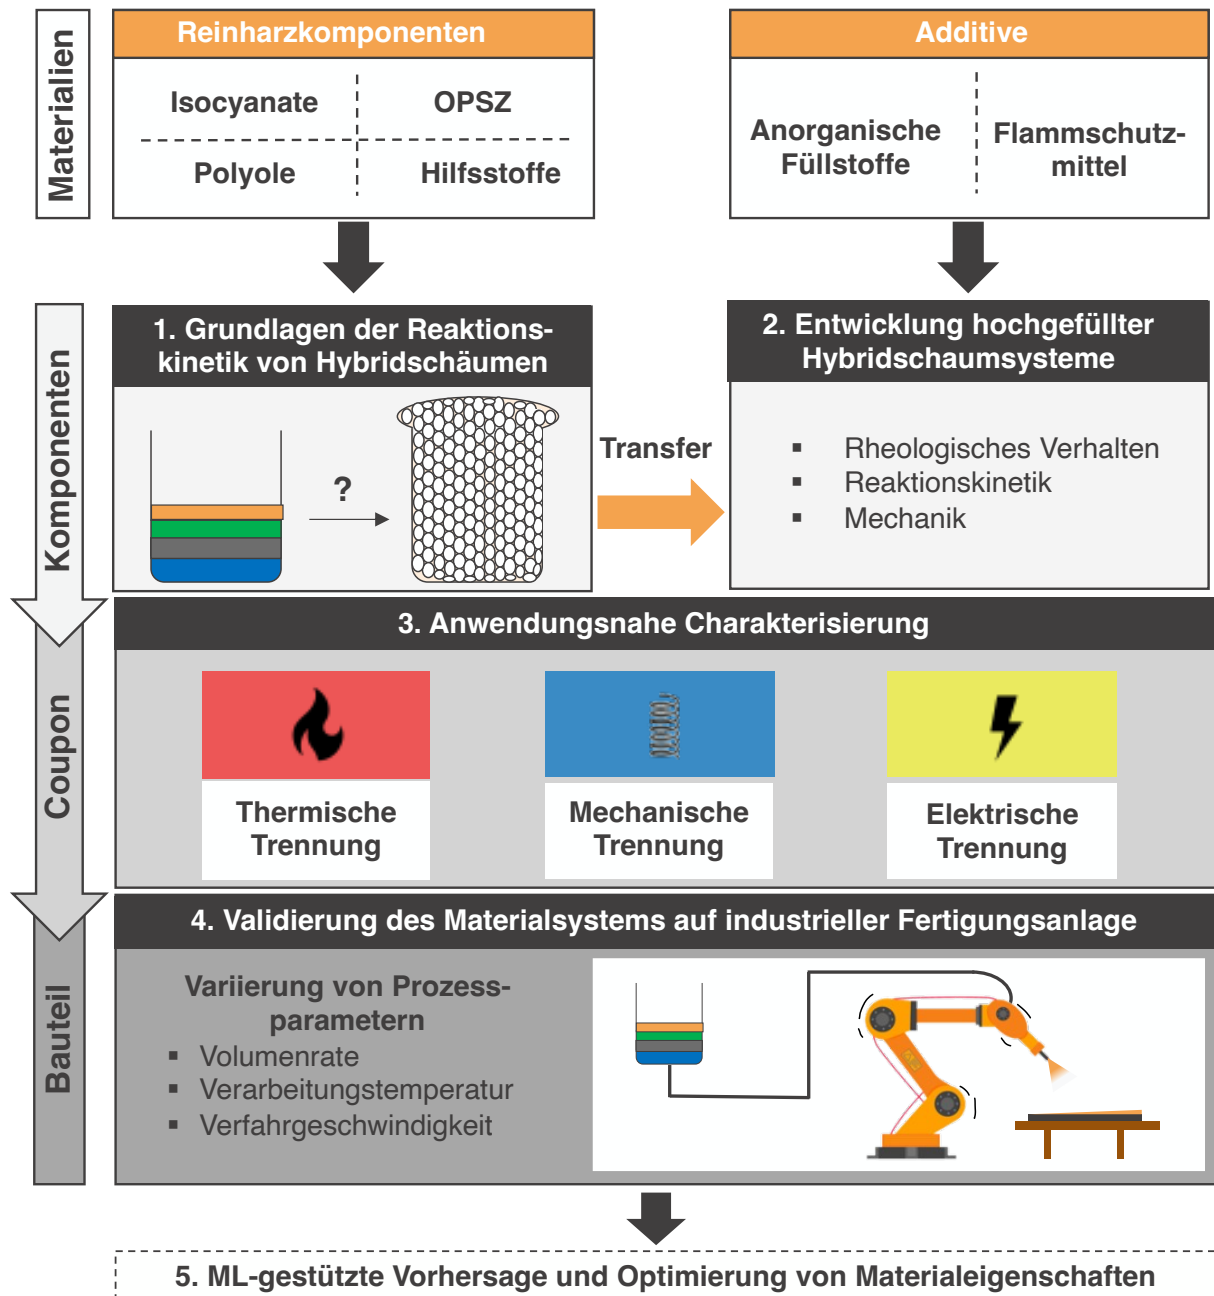 Materialien
Reinharzkomponenten
Isocyanate
OPSZ
Polyole
Hilfsstoffe
Additive
Anorganische
Füllstoffe
Flammschutz-
mittel
Komponenten
1. Grundlagen der Reaktions-
kinetik von Hybridschäumen
?
Transfer
2. Entwicklung hochgefüllter
Hybridschaumsysteme
▪ Rheologisches Verhalten
▪ Reaktionskinetik
▪ Mechanik
Coupon
3. Anwendungsnahe Charakterisierung
Thermische
Trennung
Mechanische
Trennung
Elektrische
Trennung
Bauteil
4. Validierung des Materialsystems auf industrieller Fertigungsanlage
Variierung von Prozess-
parametern
▪ Volumenrate
▪ Verarbeitungstemperatur
▪ Verfahrgeschwindigkeit
5. ML-gestützte Vorhersage und Optimierung von Materialeigenschaften